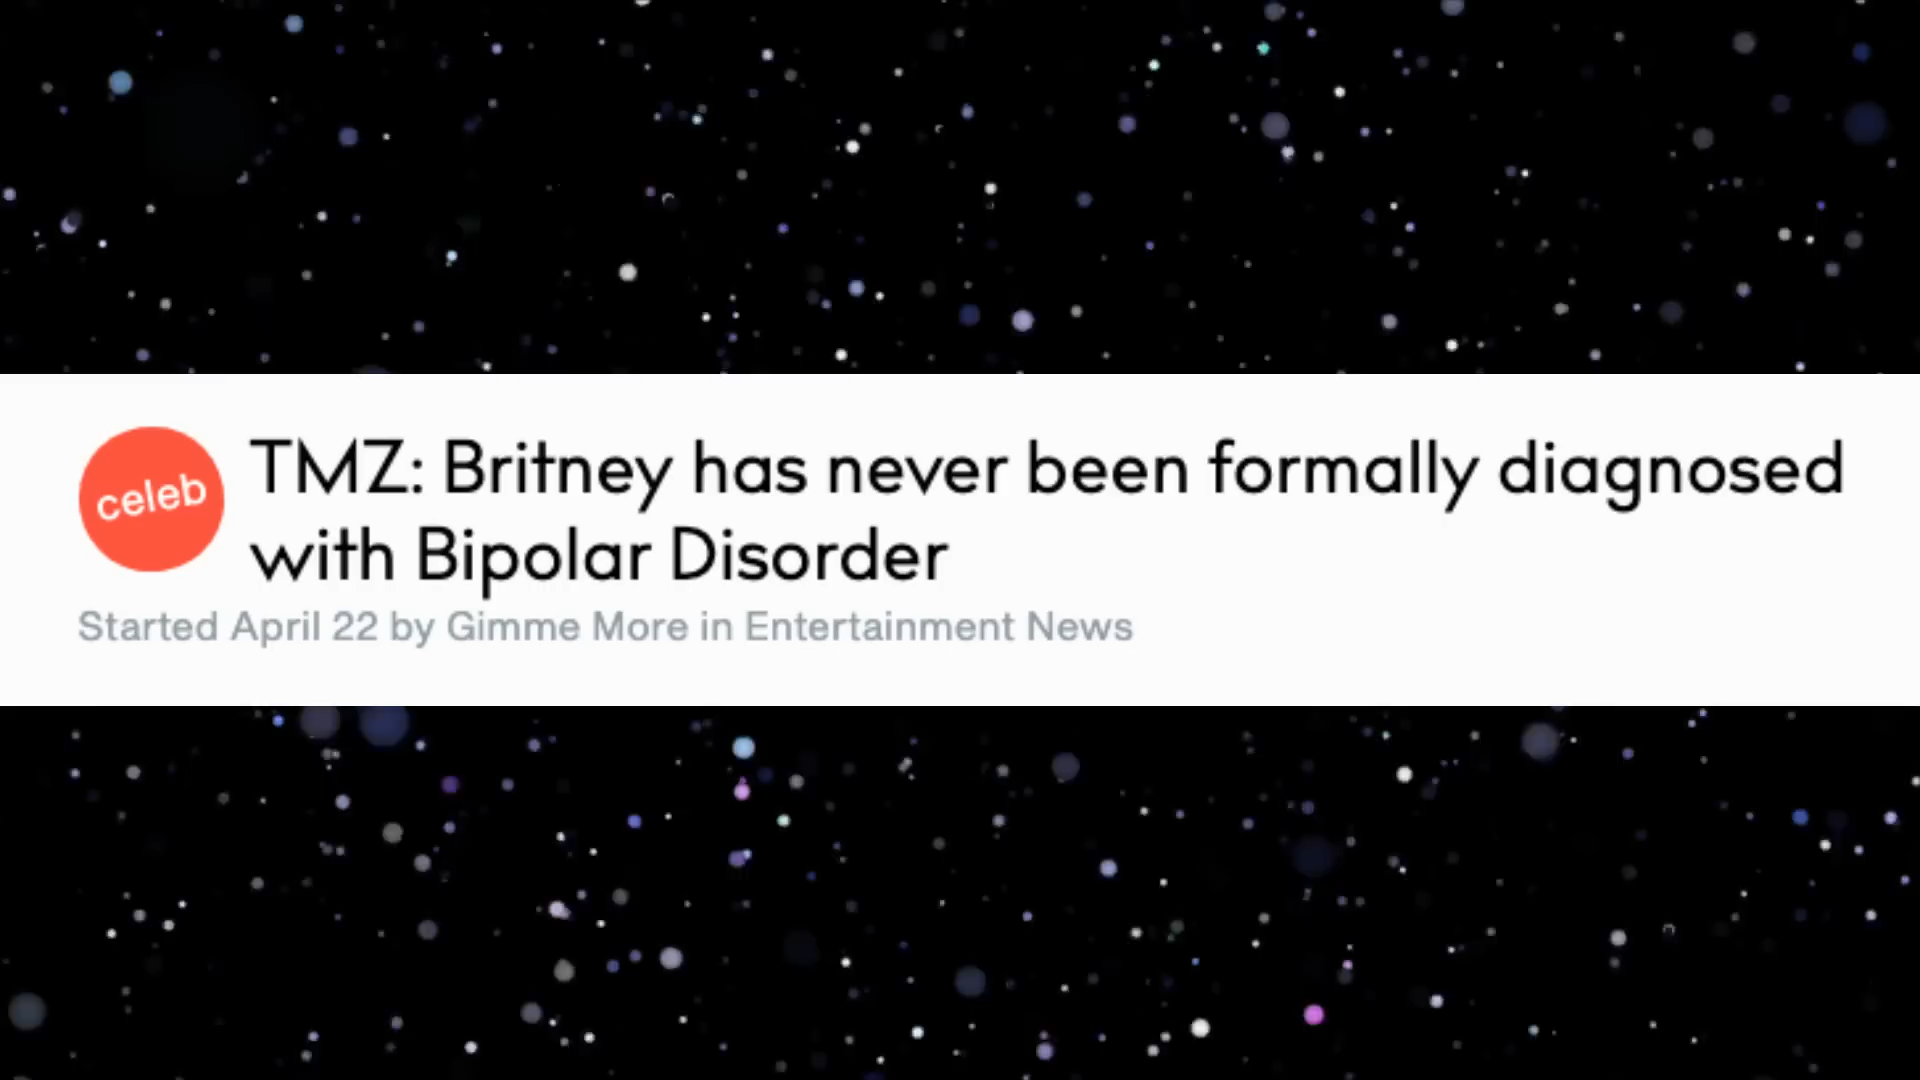 celeb
TMZ: Britney has never been formally diagnosed
with Bipolar Disorder
Started April 22 by Gimme More in Entertainment News